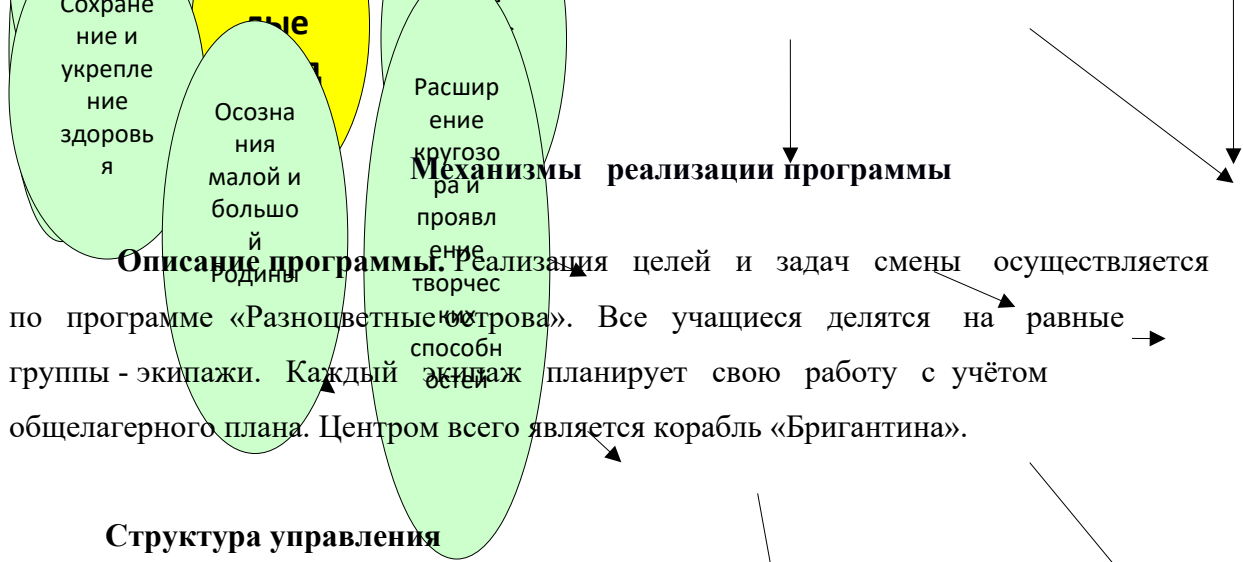 Сохране
ние и
укрепле
ние
здоровь
я
дые
Осозна
ния
малой и
большо
й
Родины
Расшир
ение
кругозо
ра и
проявл
ение
творчес
ких
способн
остей
Механизмы реализации программы
Описание программы. Реализация целей и задач смены осуществляется
по программе «Разноцветные острова». Все учащиеся делятся на равные
группы - экипажи. Каждый экипаж планирует свою работу с учётом
общелагерного плана. Центром всего является корабль «Бригантина».
Структура управления